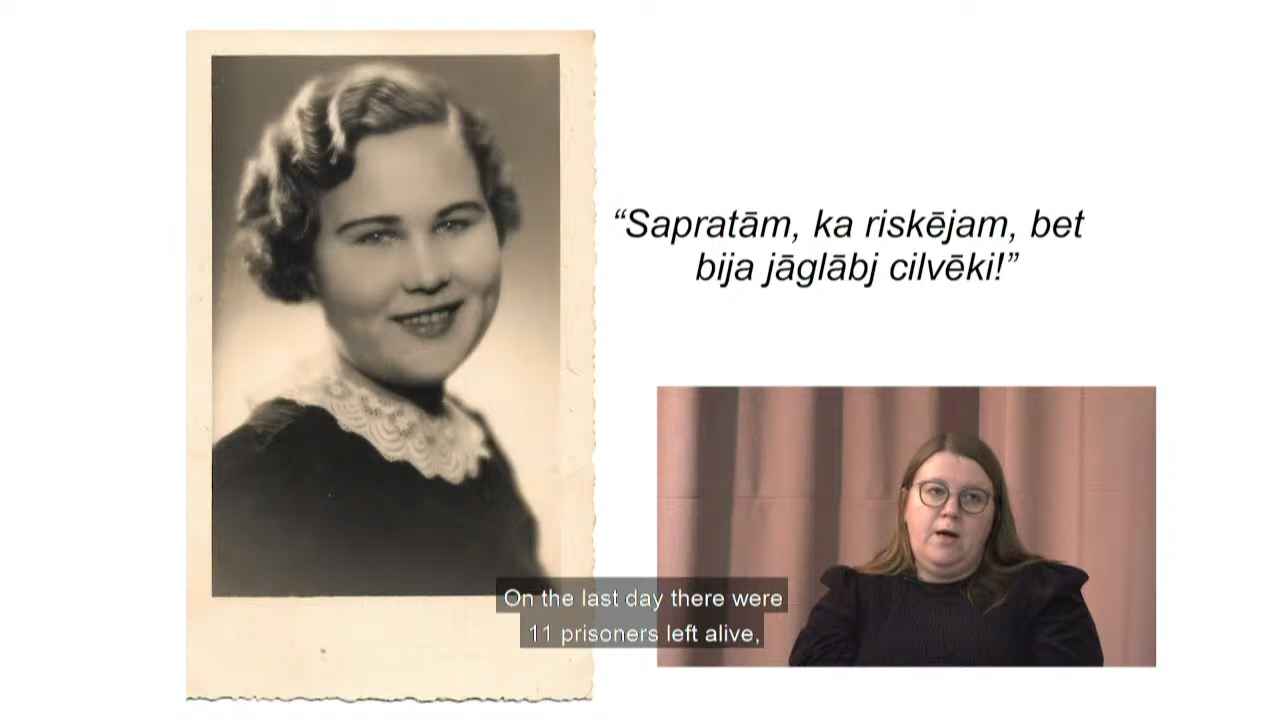 “Sapratām, ka riskējam, bet
bija jāglābj cilvēki!”
On the last day there were
11 prisoners left alive,